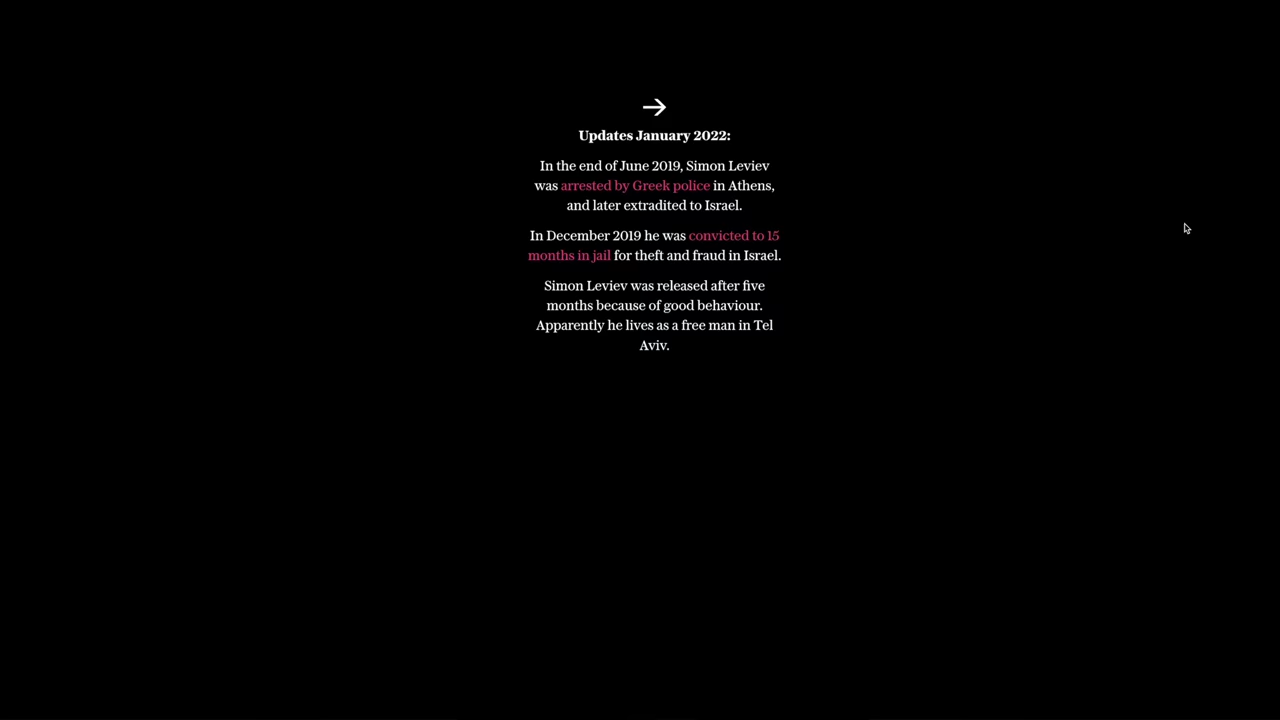 →
Updates January 2022:
In the end of June 2019, Simon Leviev
was arrested by Greek police in Athens,
and later extradited to Israel.
In December 2019 he was convicted to 15
months in jail for theft and fraud in Israel.
Simon Leviev was released after five
months because of good behaviour.
Apparently he lives as a free man in Tel
Aviv.